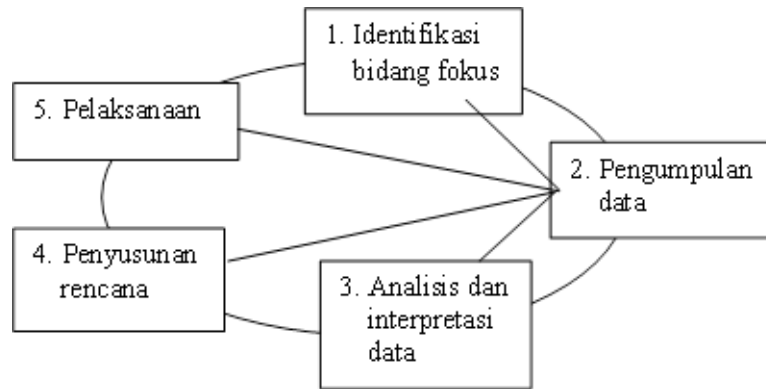 1. Identifikasi
bidang fokus
2. Pengumpulan
data
3. Analisis dan
interpretasi
data
4. Penyusunan
rencana
5. Pelaksanaan